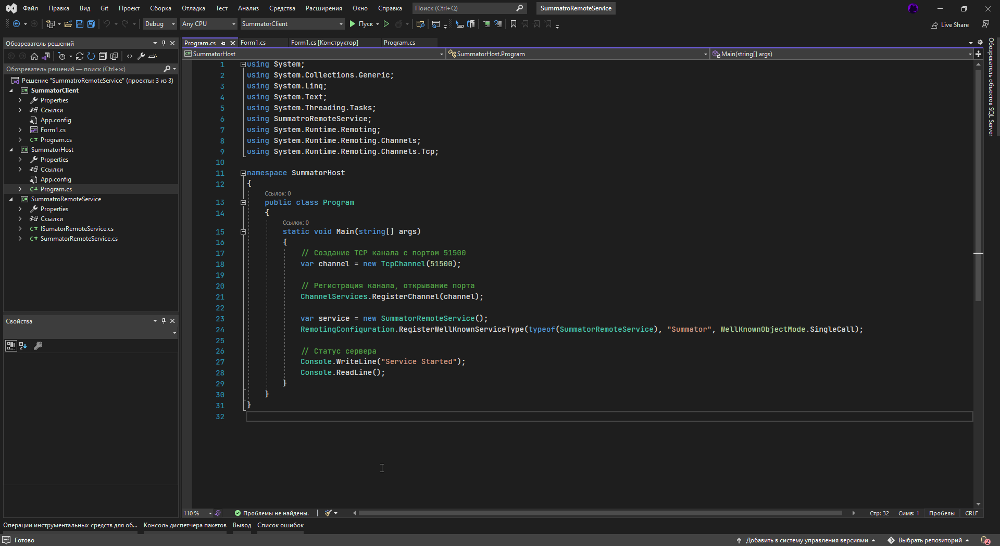 Файл Правка Вид Git Проект Сборка Отладка Тест Анализ Средства Расширения Окно Справка Поиск (Ctrl+Q) SummatroRemoteService
Debug Any CPU SummatorClient Пуск Live Share
Обозреватель решений
Обозреватель решений — поиск (Ctrl+ж)
Решение "SummatroRemoteService" (проекты: 3 из 3)
SummatorClient
Properties
Ссылки
App.config
Form1.cs
C# Program.cs
SummatorHost
Properties
Ссылки
App.config
C# Program.cs
SummatroRemoteService
Properties
Ссылки
C# ISumatorRemoteService.cs
C# SummatorRemoteService.cs
Свойства
Program.cs Form1.cs Form1.cs [Конструктор] Program.cs
SummatorHost SummatorHost.Program Main(string[] args)
1 using System;
2 using System.Collections.Generic;
3 using System.Linq;
4 using System.Text;
5 using System.Threading.Tasks;
6 using SummatroRemoteService;
7 using System.Runtime.Remoting;
8 using System.Runtime.Remoting.Channels;
9 using System.Runtime.Remoting.Channels.Tcp;
10
11 namespace SummatorHost
12 {
Ссылок: 0
13 public class Program
14 {
Ссылок: 0
15 static void Main(string[] args)
16 {
17 // Создание TCP канала с портом 51500
18 var channel = new TcpChannel(51500);
19
20 // Регистрация канала, открывание порта
21 ChannelServices.RegisterChannel(channel);
22
23 var service = new SummatorRemoteService();
24 RemotingConfiguration.RegisterWellKnownServiceType(typeof(SummatorRemoteService), "Summator", WellKnownObjectMode.SingleCall);
25
26 // Статус сервера
27 Console.WriteLine("Service Started");
28 Console.ReadLine();
29 }
30 }
31 }
32
110 % Проблемы не найдены. Стр: 32 Симв: 1 Пробелы CRLF
Обозреватель объектов SQL Server
Операции инструментальных средств для об... Консоль диспетчера пакетов Вывод Список ошибок
Готово Добавить в систему управления версиями Выбрать репозиторий 2